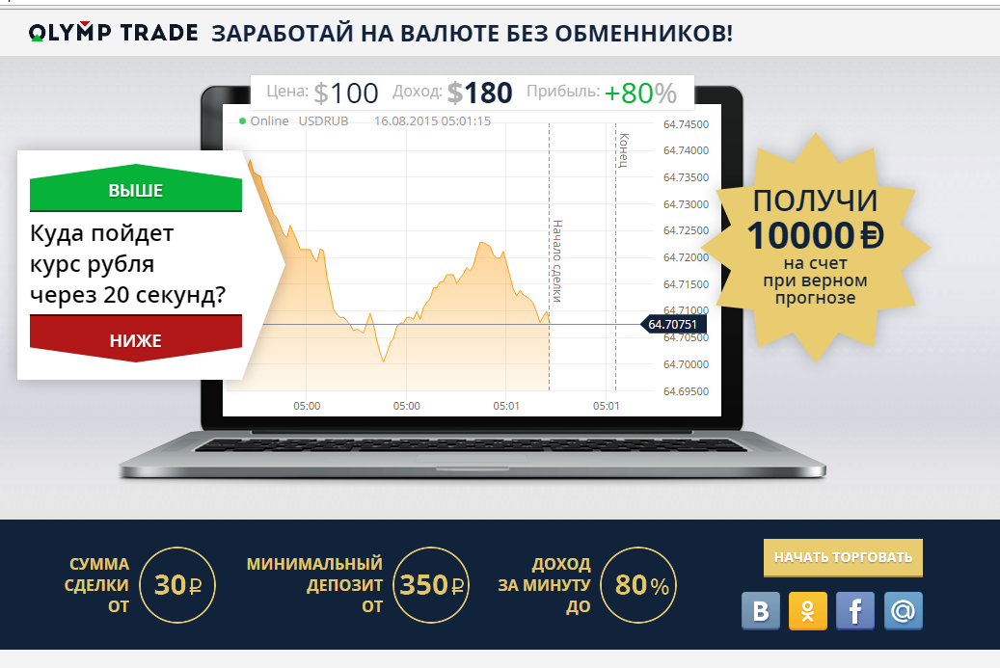 OLYMP TRADE ЗАРАБОТАЙ НА ВАЛЮТЕ БЕЗ ОБМЕННИКОВ!
Цена: $100 Доход: $180 Прибыль: +80%
Online USDRUB 16.08.2015 05:01:15
ВЫШЕ
Куда пойдет
курс рубля
через 20 секунд?
НИЖЕ
Начало сделки
Конец
64.74500
64.74000
64.73500
64.73000
64.72500
64.72000
64.71500
64.71000
64.70751
64.70500
64.70000
64.69500
05:00 05:00 05:01 05:01
ПОЛУЧИ
10000 D
на счет
при верном
прогнозе
СУММА
СДЕЛКИ
ОТ
30₽
МИНИМАЛЬНЫЙ
ДЕПОЗИТ
ОТ
350₽
ДОХОД
ЗА МИНУТУ
ДО
80%
НАЧАТЬ ТОРГОВАТЬ
B f @